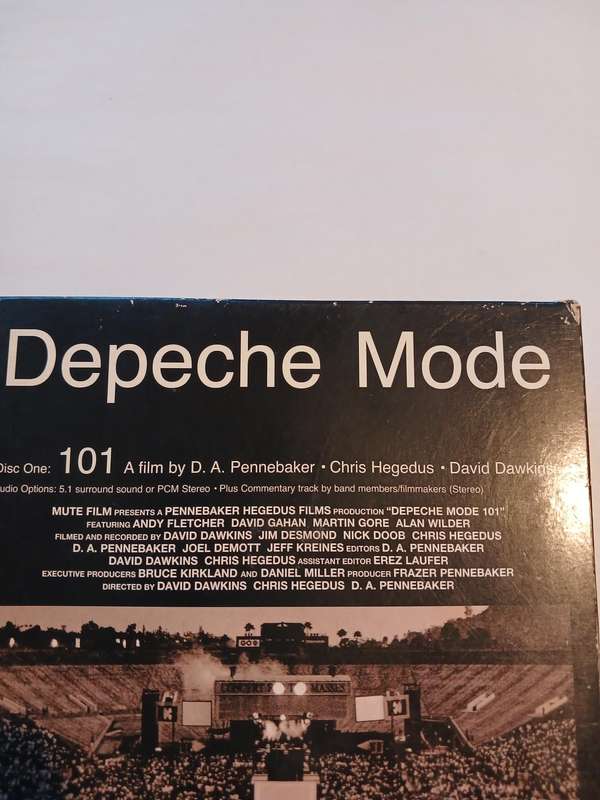 Depeche Mode
Disc One: 101 A film by D. A. Pennebaker • Chris Hegedus • David Dawkins
Audio Options: 5.1 surround sound or PCM Stereo • Plus Commentary track by band members/filmmakers (Stereo)
MUTE FILM PRESENTS A PENNEBAKER HEGEDUS FILMS PRODUCTION "DEPECHE MODE 101"
FEATURING ANDY FLETCHER DAVID GAHAN MARTIN GORE ALAN WILDER
FILMED AND RECORDED BY DAVID DAWKINS JIM DESMOND NICK DOOB CHRIS HEGEDUS
D. A. PENNEBAKER JOEL DEMOTT JEFF KREINES EDITORS D. A. PENNEBAKER
DAVID DAWKINS CHRIS HEGEDUS ASSISTANT EDITOR EREZ LAUFER
EXECUTIVE PRODUCERS BRUCE KIRKLAND AND DANIEL MILLER PRODUCER FRAZER PENNEBAKER
DIRECTED BY DAVID DAWKINS CHRIS HEGEDUS D. A. PENNEBAKER
CONCERT FOR THE MASSES